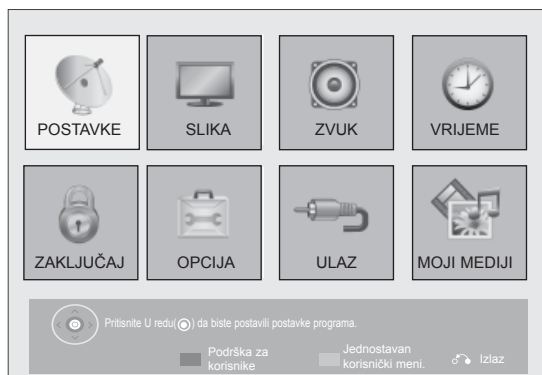 POSTAVKE SLIKA ZVUK VRIJEME
ZAKLJUČAJ OPCIJA ULAZ MOJI MEDIJI
Pritisnite U redu( ) da biste postavili postavke programa.
Podrška za korisnike
Jednostavan korisnički meni.
Izlaz